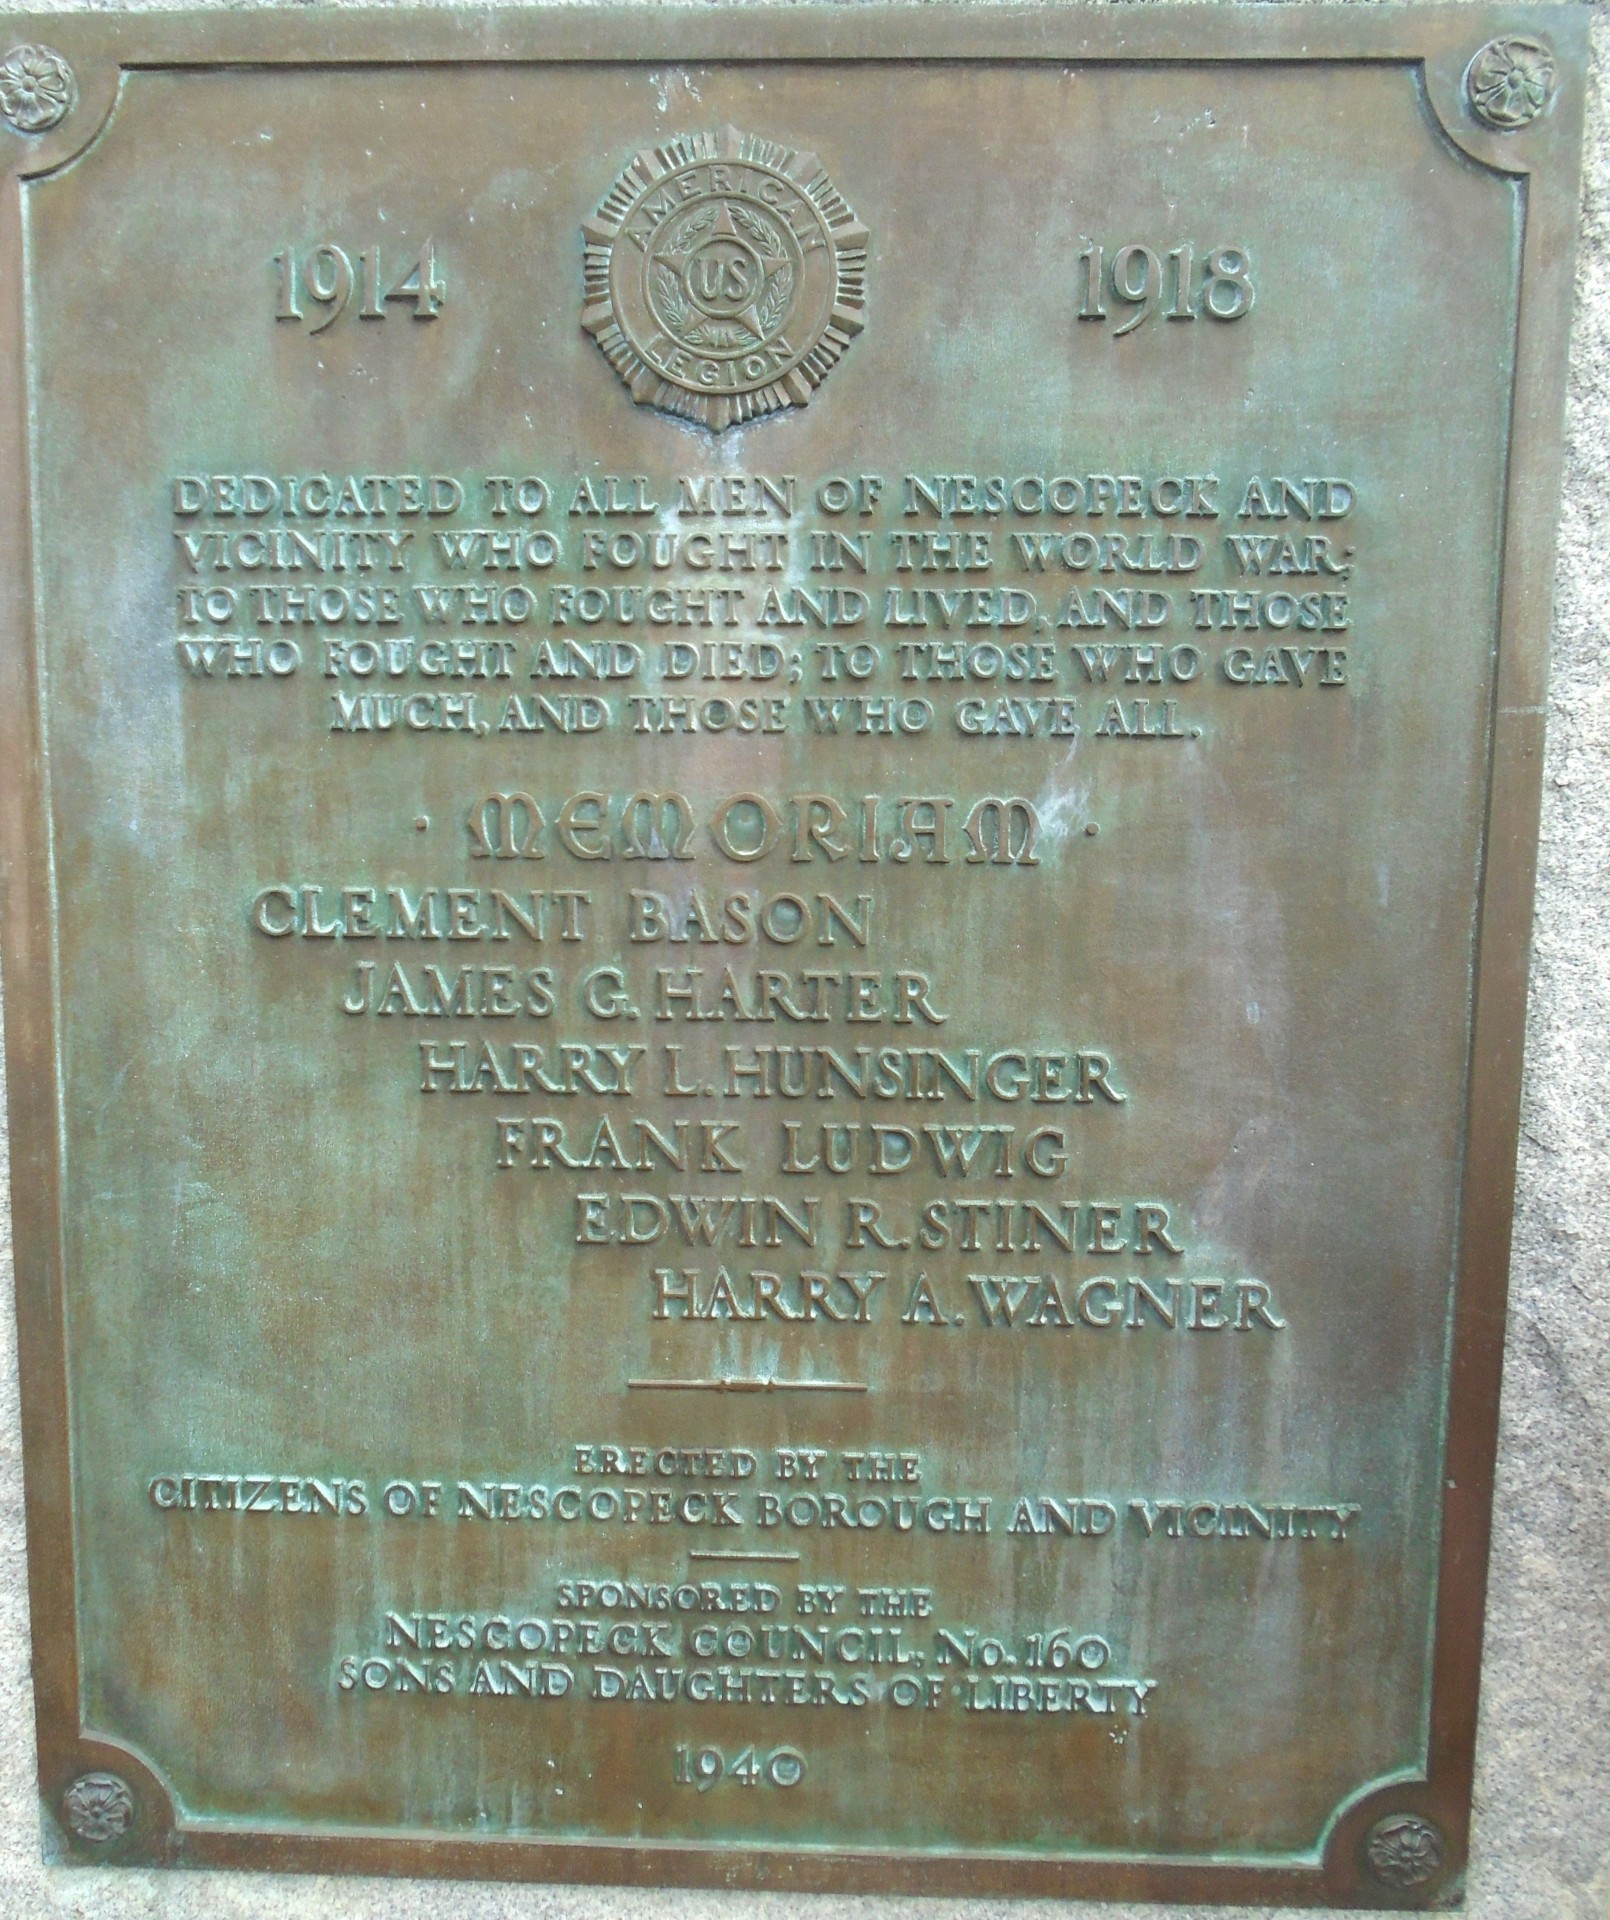 1914
AMERICAN
US
LEGION
1918
DEDICATED TO ALL MEN OF NESCOPECK AND
VICINITY WHO FOUGHT IN THE WORLD WAR;
TO THOSE WHO FOUGHT AND LIVED, AND THOSE
WHO FOUGHT AND DIED; TO THOSE WHO GAVE
MUCH, AND THOSE WHO GAVE ALL.
· MEMORIAM ·
CLEMENT BASON
JAMES G. HARTER
HARRY L. HUNSINGER
FRANK LUDWIG
EDWIN R. STINER
HARRY A. WAGNER
ERECTED BY THE
CITIZENS OF NESCOPECK BOROUGH AND VICINITY
SPONSORED BY THE
NESCOPECK COUNCIL, No. 160
SONS AND DAUGHTERS OF LIBERTY
1940